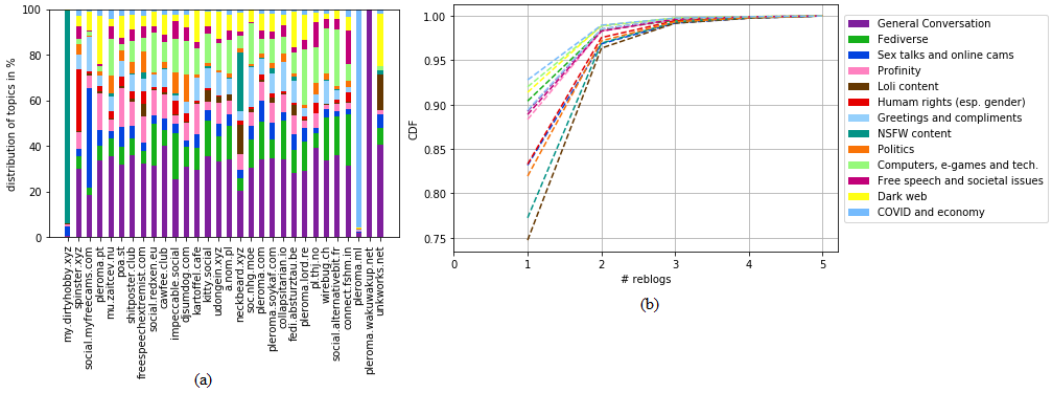 distribution of topics in %
100
80
60
40
20
0
my.dirtyhobby.xyz
spinster.xyz
social.myfreecams.com
pleroma.pt
mu.zaitcev.nu
poa.st
shitposter.club
freespeechextremist.com
social.redxen.eu
cawfee.club
impeccable.social
djsumdog.com
kartoffel.cafe
kitty.social
udongein.xyz
a.nom.pl
neckbeard.xyz
soc.nhg.moe
pleroma.com
pleroma.soykaf.com
collapsitarian.io
fedi.absturztau.be
pleroma.lord.re
pl.thj.no
wirebug.ch
social.alternativebit.fr
connect.fslhm.in
pleroma.ml
pleroma.wakuwakup.net
unkworks.net
(a)
CDF
1.00
0.95
0.90
0.85
0.80
0.75
0
1
2
3
4
5
# reblogs
(b)
General Conversation
Fediverse
Sex talks and online cams
Profinity
Loli content
Human rights (esp. gender)
Greetings and compliments
NSFW content
Politics
Computers, e-games and tech.
Free speech and societal issues
Dark web
COVID and economy